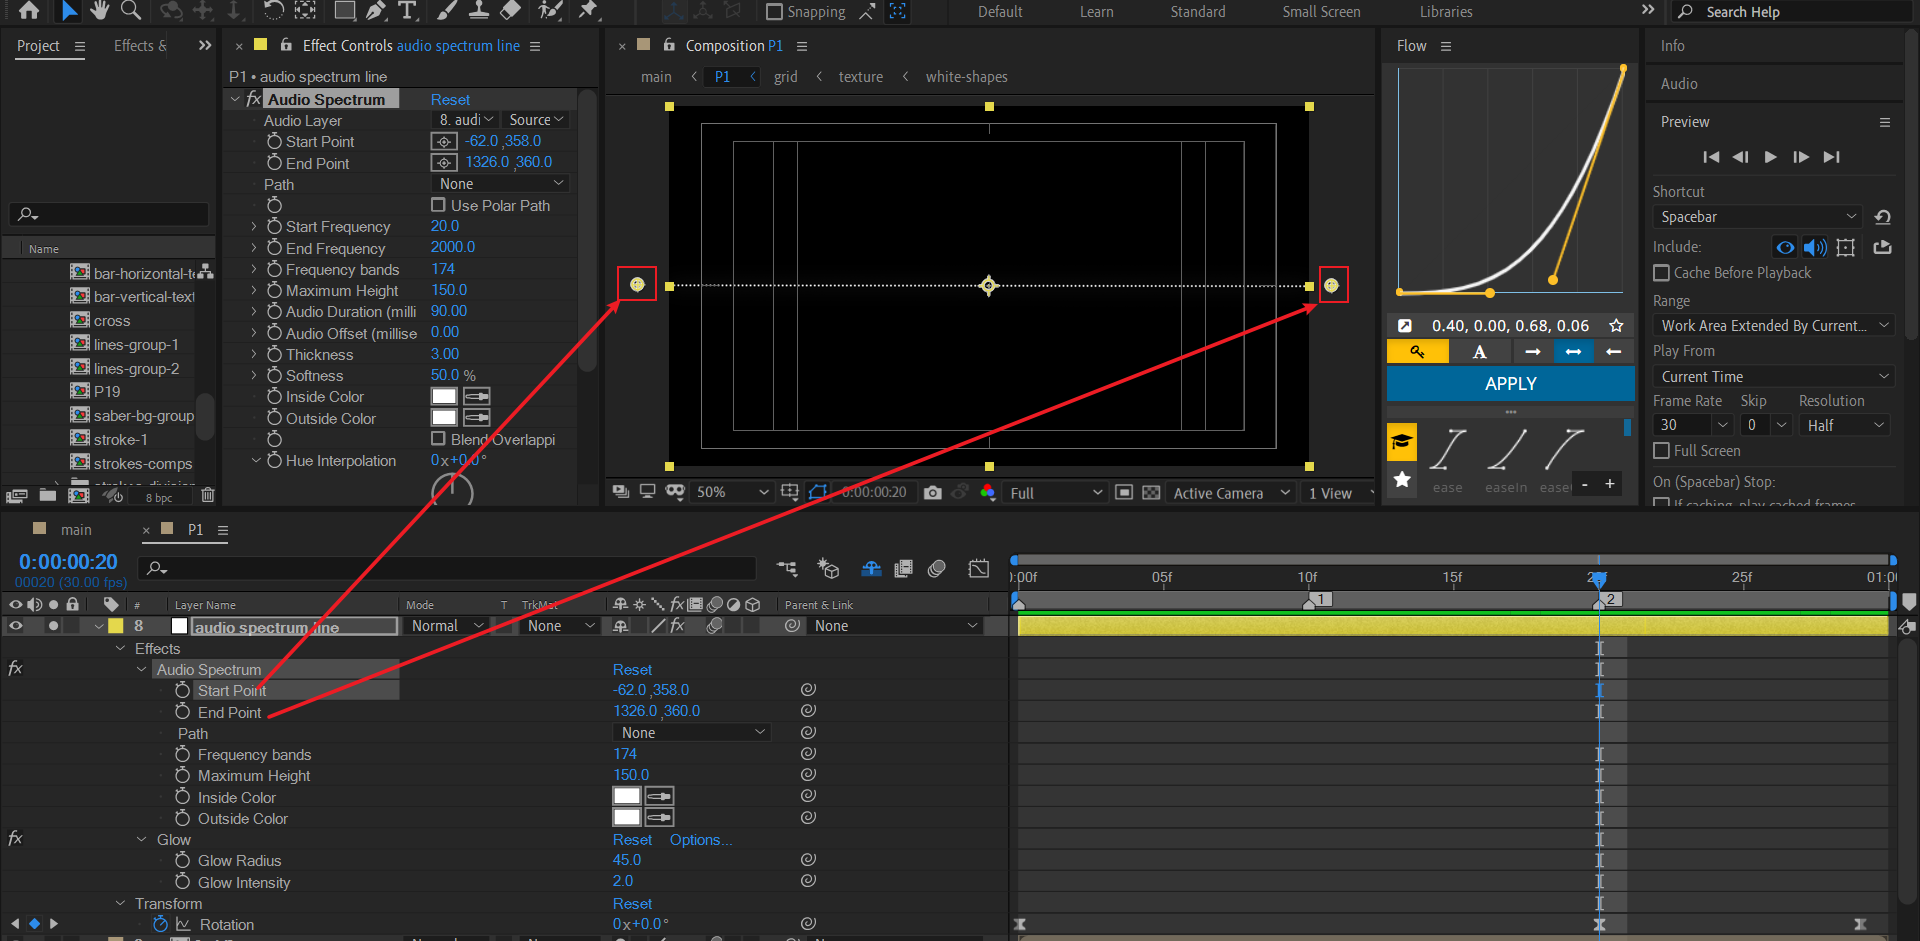 Snapping
Default
Learn
Standard
Small Screen
Libraries
Search Help
Project
Effects &
Effect Controls audio spectrum line
Composition P1
Flow
Info
P1 • audio spectrum line
main
P1
grid
texture
white-shapes
Audio
Preview
fx Audio Spectrum Reset
Audio Layer 8. audi Source
Start Point -62.0 ,358.0
End Point 1326.0 ,360.0
Path None
Use Polar Path
Start Frequency 20.0
End Frequency 2000.0
Frequency bands 174
Maximum Height 150.0
Audio Duration (milli 90.00
Audio Offset (millise 0.00
Thickness 3.00
Softness 50.0 %
Inside Color
Outside Color
Blend Overlappi
Hue Interpolation 0x+0.0°
Name
bar-horizontal-te
bar-vertical-text
cross
lines-group-1
lines-group-2
P19
saber-bg-group
stroke-1
strokes-comps
strokes-division
8 bpc
50%
0:00:00:20
Full
Active Camera
1 View
0.40, 0.00, 0.68, 0.06
A
APPLY
ease
easeIn
ease
- +
Shortcut
Spacebar
Include:
Cache Before Playback
Range
Work Area Extended By Current...
Play From
Current Time
Frame Rate Skip Resolution
30 0 Half
Full Screen
On (Spacebar) Stop:
If caching, play cached frames
main
P1
0:00:00:20
00020 (30.00 fps)
:00f 05f 10f 15f 25f 01:00
1
2
# Layer Name Mode T TrkMat fx Parent & Link
8 audio spectrum line Normal None fx None
Effects
fx Audio Spectrum Reset
Start Point -62.0 ,358.0
End Point 1326.0 ,360.0
Path None
Frequency bands 174
Maximum Height 150.0
Inside Color
Outside Color
fx Glow Reset Options...
Glow Radius 45.0
Glow Intensity 2.0
Transform Reset
Rotation 0x+0.0°